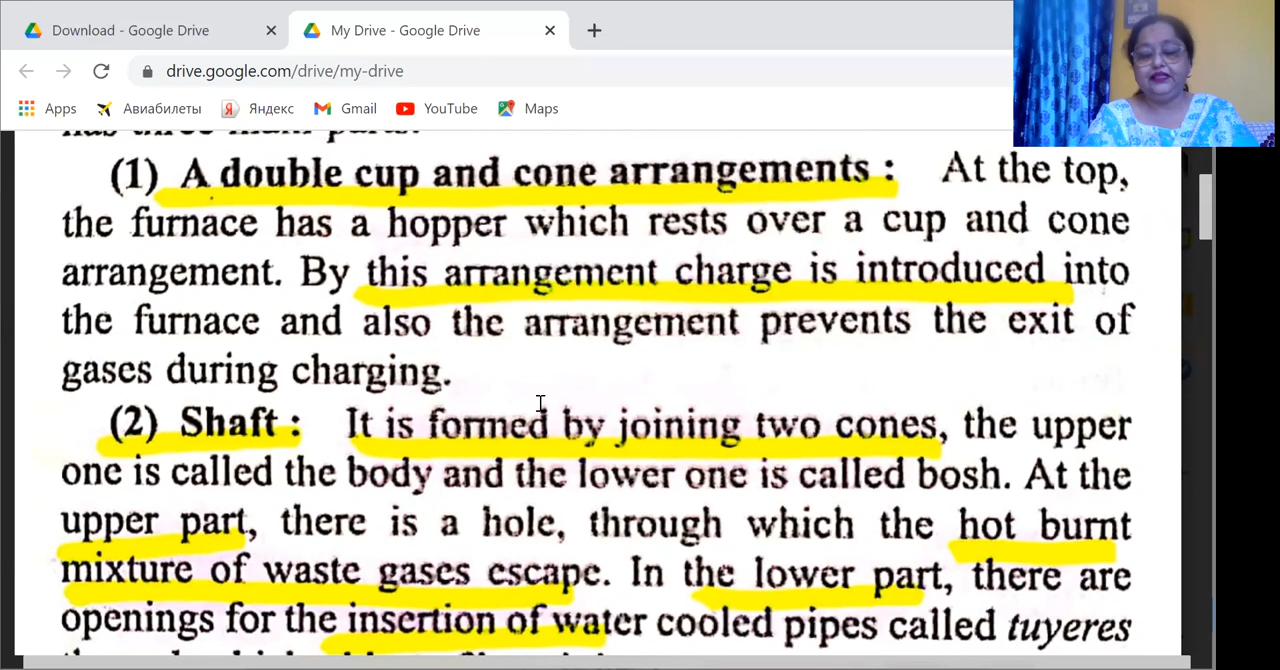 Download - Google Drive
My Drive - Google Drive
drive.google.com/drive/my-drive
Apps Авиабилеты Яндекс Gmail YouTube Maps
has three main parts.
(1) A double cup and cone arrangements : At the top,
the furnace has a hopper which rests over a cup and cone
arrangement. By this arrangement charge is introduced into
the furnace and also the arrangement prevents the exit of
gases during charging.
(2) Shaft : It is formed by joining two cones, the upper
one is called the body and the lower one is called bosh. At the
upper part, there is a hole, through which the hot burnt
mixture of waste gases escape. In the lower part, there are
openings for the insertion of water cooled pipes called tuyeres